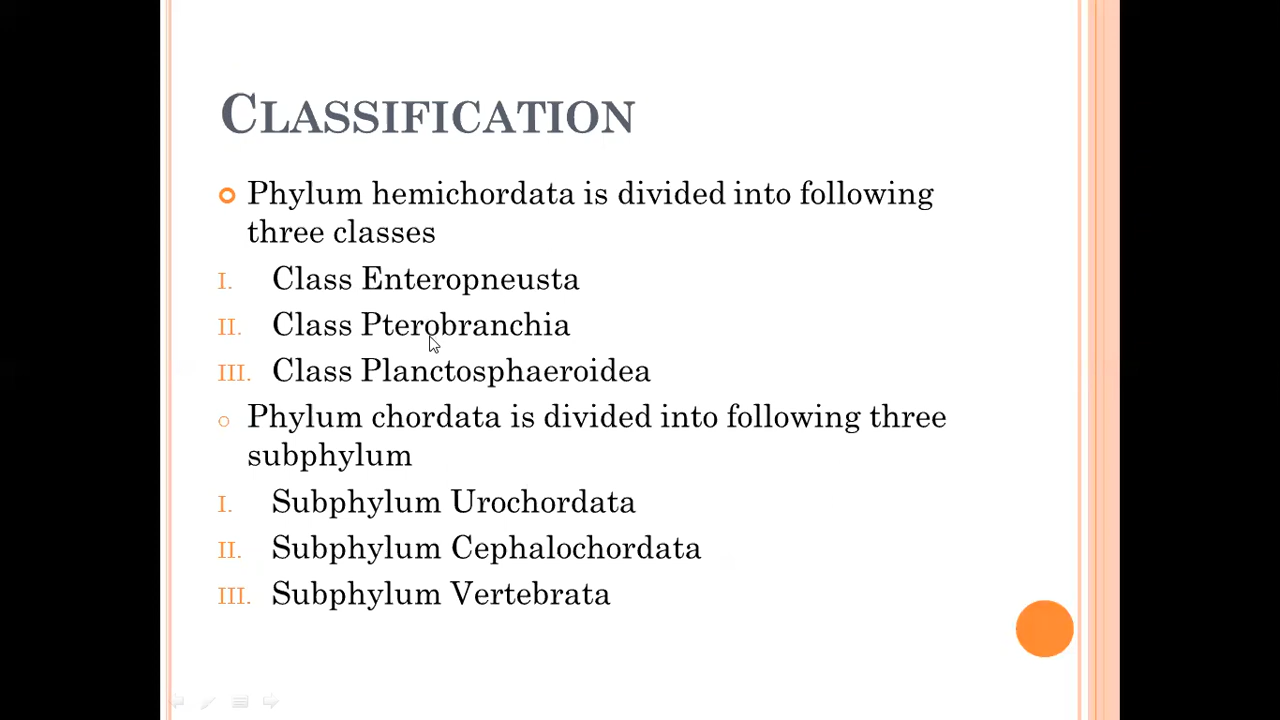 CLASSIFICATION
Phylum hemichordata is divided into following
three classes
I. Class Enteropneusta
II. Class Pterobranchia
III. Class Planctosphaeroidea
Phylum chordata is divided into following three
subphylum
I. Subphylum Urochordata
II. Subphylum Cephalochordata
III. Subphylum Vertebrata